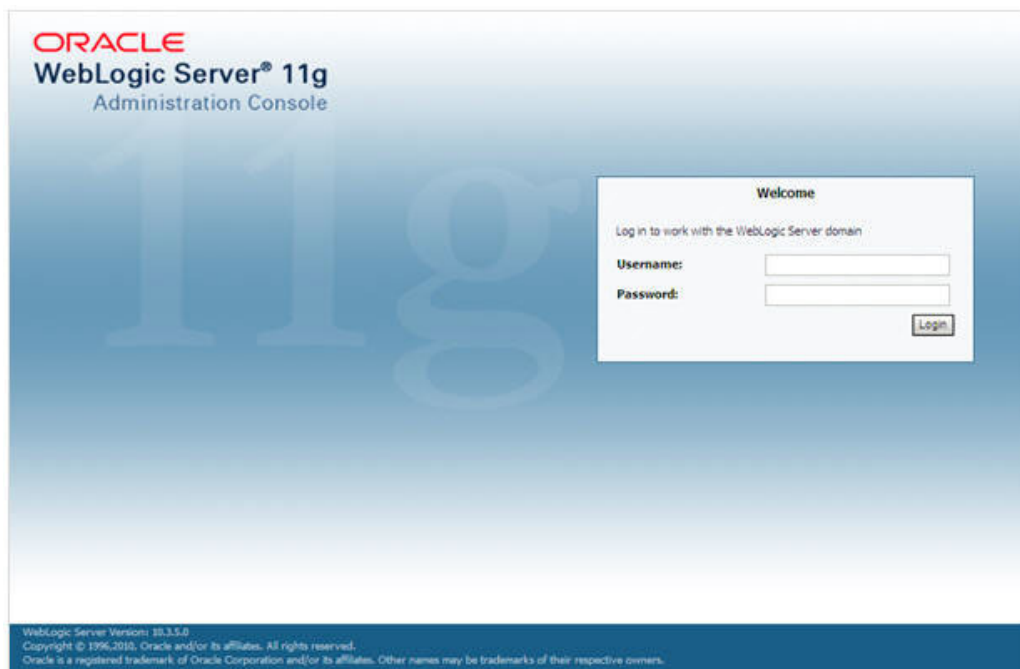 ORACLE
WebLogic Server® 11g
Administration Console
11g
Welcome
Log in to work with the WebLogic Server domain
Username:
Password:
Login
WebLogic Server Version: 10.3.5.0
Copyright © 1996,2010, Oracle and/or its affiliates. All rights reserved.
Oracle is a registered trademark of Oracle Corporation and/or its affiliates. Other names may be trademarks of their respective owners.